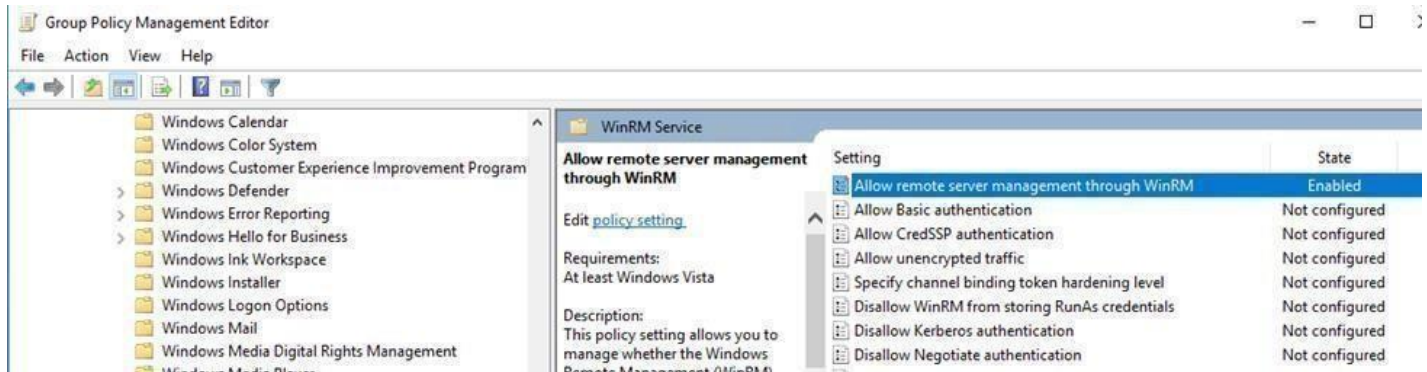 Group Policy Management Editor
File Action View Help
Windows Calendar
Windows Color System
Windows Customer Experience Improvement Program
Windows Defender
Windows Error Reporting
Windows Hello for Business
Windows Ink Workspace
Windows Installer
Windows Logon Options
Windows Mail
Windows Media Digital Rights Management
Windows Media Player
WinRM Service
Allow remote server management
through WinRM
Edit policy setting
Requirements:
At least Windows Vista
Description:
This policy setting allows you to
manage whether the Windows
Remote Management (WinRM)
Setting State
Allow remote server management through WinRM Enabled
Allow Basic authentication Not configured
Allow CredSSP authentication Not configured
Allow unencrypted traffic Not configured
Specify channel binding token hardening level Not configured
Disallow WinRM from storing RunAs credentials Not configured
Disallow Kerberos authentication Not configured
Disallow Negotiate authentication Not configured